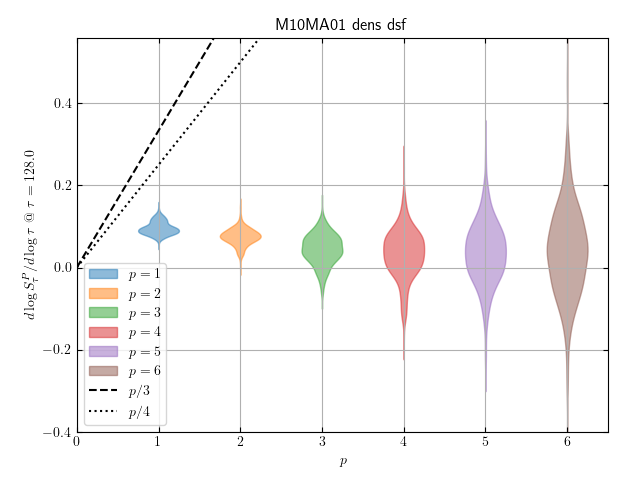 M10MA01 dens dsf
d log S_τ^P / d log τ @ τ = 128.0
0.4
0.2
0.0
−0.2
−0.4
p = 1
p = 2
p = 3
p = 4
p = 5
p = 6
p/3
p/4
0 1 2 3 4 5 6
p